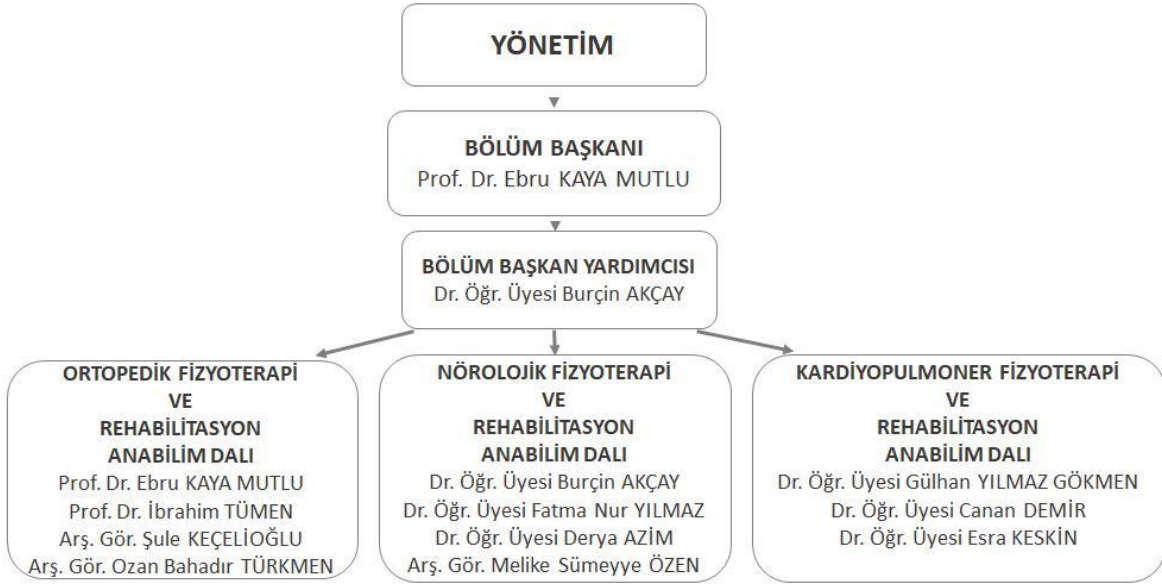 YÖNETİM
BÖLÜM BAŞKANI
Prof. Dr. Ebru KAYA MUTLU
BÖLÜM BAŞKAN YARDIMCISI
Dr. Öğr. Üyesi Burçin AKÇAY
ORTOPEDİK FİZYOTERAPİ
VE
REHABİLİTASYON
ANABİLİM DALI
Prof. Dr. Ebru KAYA MUTLU
Prof. Dr. İbrahim TÜMEN
Arş. Gör. Şule KEÇELİOĞLU
Arş. Gör. Ozan Bahadır TÜRKMEN
NÖROLOJİK FİZYOTERAPİ
VE
REHABİLİTASYON
ANABİLİM DALI
Dr. Öğr. Üyesi Burçin AKÇAY
Dr. Öğr. Üyesi Fatma Nur YILMAZ
Dr. Öğr. Üyesi Derya AZİM
Arş. Gör. Melike Sümeyye ÖZEN
KARDİYOPULMONER FİZYOTERAPİ
VE
REHABİLİTASYON
ANABİLİM DALI
Dr. Öğr. Üyesi Gülhan YILMAZ GÖKMEN
Dr. Öğr. Üyesi Canan DEMİR
Dr. Öğr. Üyesi Esra KESKİN